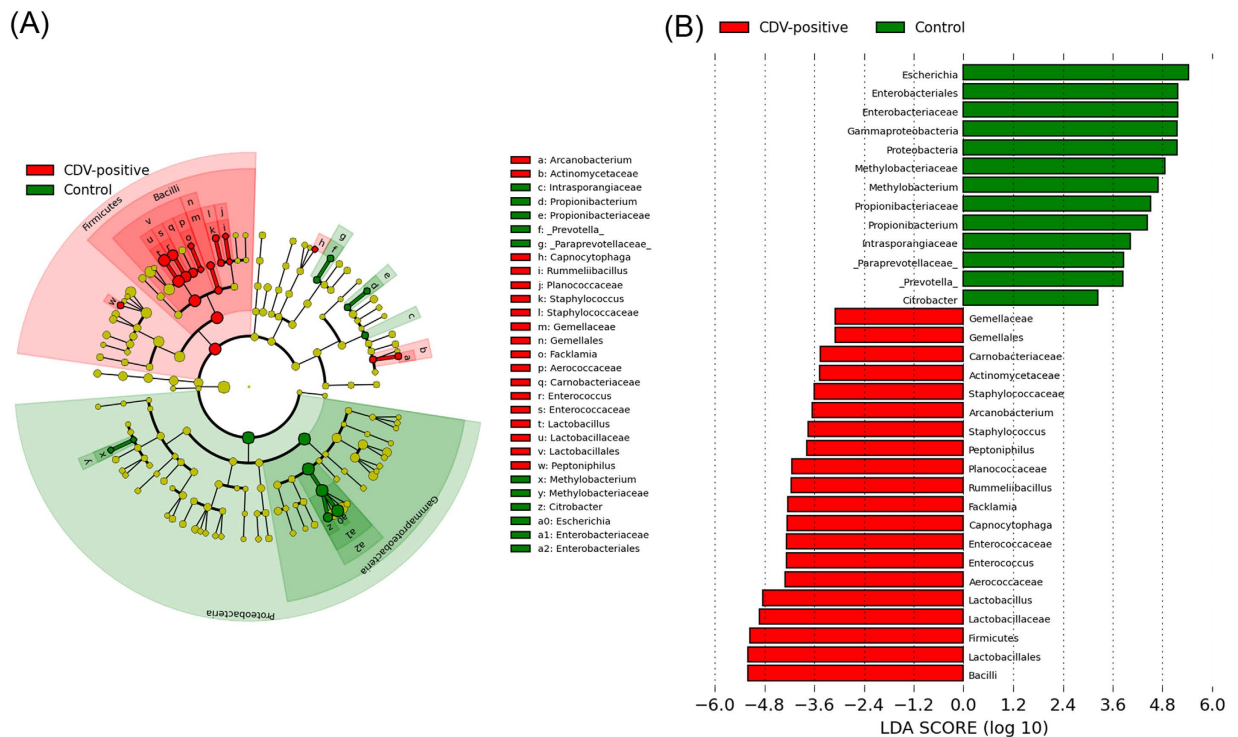 (A)
CDV-positive
Control
Firmicutes
Bacilli
v
n
u
s
q
p
m
l
j
t
r
o
k
i
w
h
g
f
e
d
c
b
a
y
x
z
a0
a1
a2
Gammaproteobacteria
Proteobacteria
a: Arcanobacterium
b: Actinomycetaceae
c: Intrasporangiaceae
d: Propionibacterium
e: Propionibacteriaceae
f: _Prevotella_
g: _Paraprevotellaceae_
h: Capnocytophaga
i: Rummeliibacillus
j: Planococcaceae
k: Staphylococcus
l: Staphylococcaceae
m: Gemellaceae
n: Gemellales
o: Facklamia
p: Aerococcaceae
q: Carnobacteriaceae
r: Enterococcus
s: Enterococcaceae
t: Lactobacillus
u: Lactobacillaceae
v: Lactobacillales
w: Peptoniphilus
x: Methylobacterium
y: Methylobacteriaceae
z: Citrobacter
a0: Escherichia
a1: Enterobacteriaceae
a2: Enterobacteriales
(B)
CDV-positive
Control
Escherichia
Enterobacteriales
Enterobacteriaceae
Gammaproteobacteria
Proteobacteria
Methylobacteriaceae
Methylobacterium
Propionibacteriaceae
Propionibacterium
Intrasporangiaceae
_Paraprevotellaceae_
_Prevotella_
Citrobacter
Gemellaceae
Gemellales
Carnobacteriaceae
Actinomycetaceae
Staphylococcaceae
Arcanobacterium
Staphylococcus
Peptoniphilus
Planococcaceae
Rummeliibacillus
Facklamia
Capnocytophaga
Enterococcaceae
Enterococcus
Aerococcaceae
Lactobacillus
Lactobacillaceae
Firmicutes
Lactobacillales
Bacilli
−6.0 −4.8 −3.6 −2.4 −1.2 0.0 1.2 2.4 3.6 4.8 6.0
LDA SCORE (log 10)